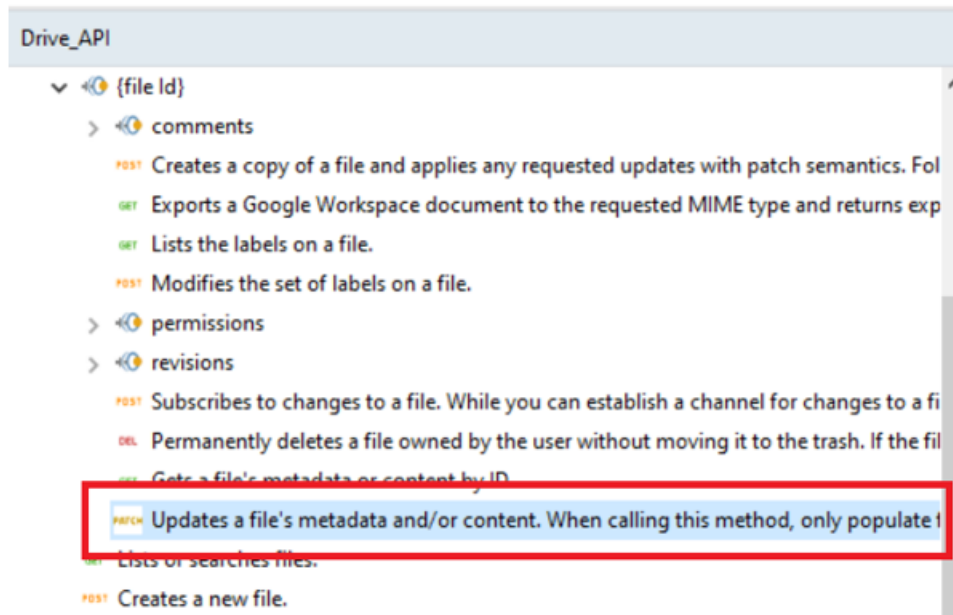 Drive_API
{file Id}
comments
POST Creates a copy of a file and applies any requested updates with patch semantics. Fol
GET Exports a Google Workspace document to the requested MIME type and returns exp
GET Lists the labels on a file.
POST Modifies the set of labels on a file.
permissions
revisions
POST Subscribes to changes to a file. While you can establish a channel for changes to a fi
DEL Permanently deletes a file owned by the user without moving it to the trash. If the fil
GET Gets a file's metadata or content by ID
PATCH Updates a file's metadata and/or content. When calling this method, only populate f
GET Lists or searches files.
POST Creates a new file.